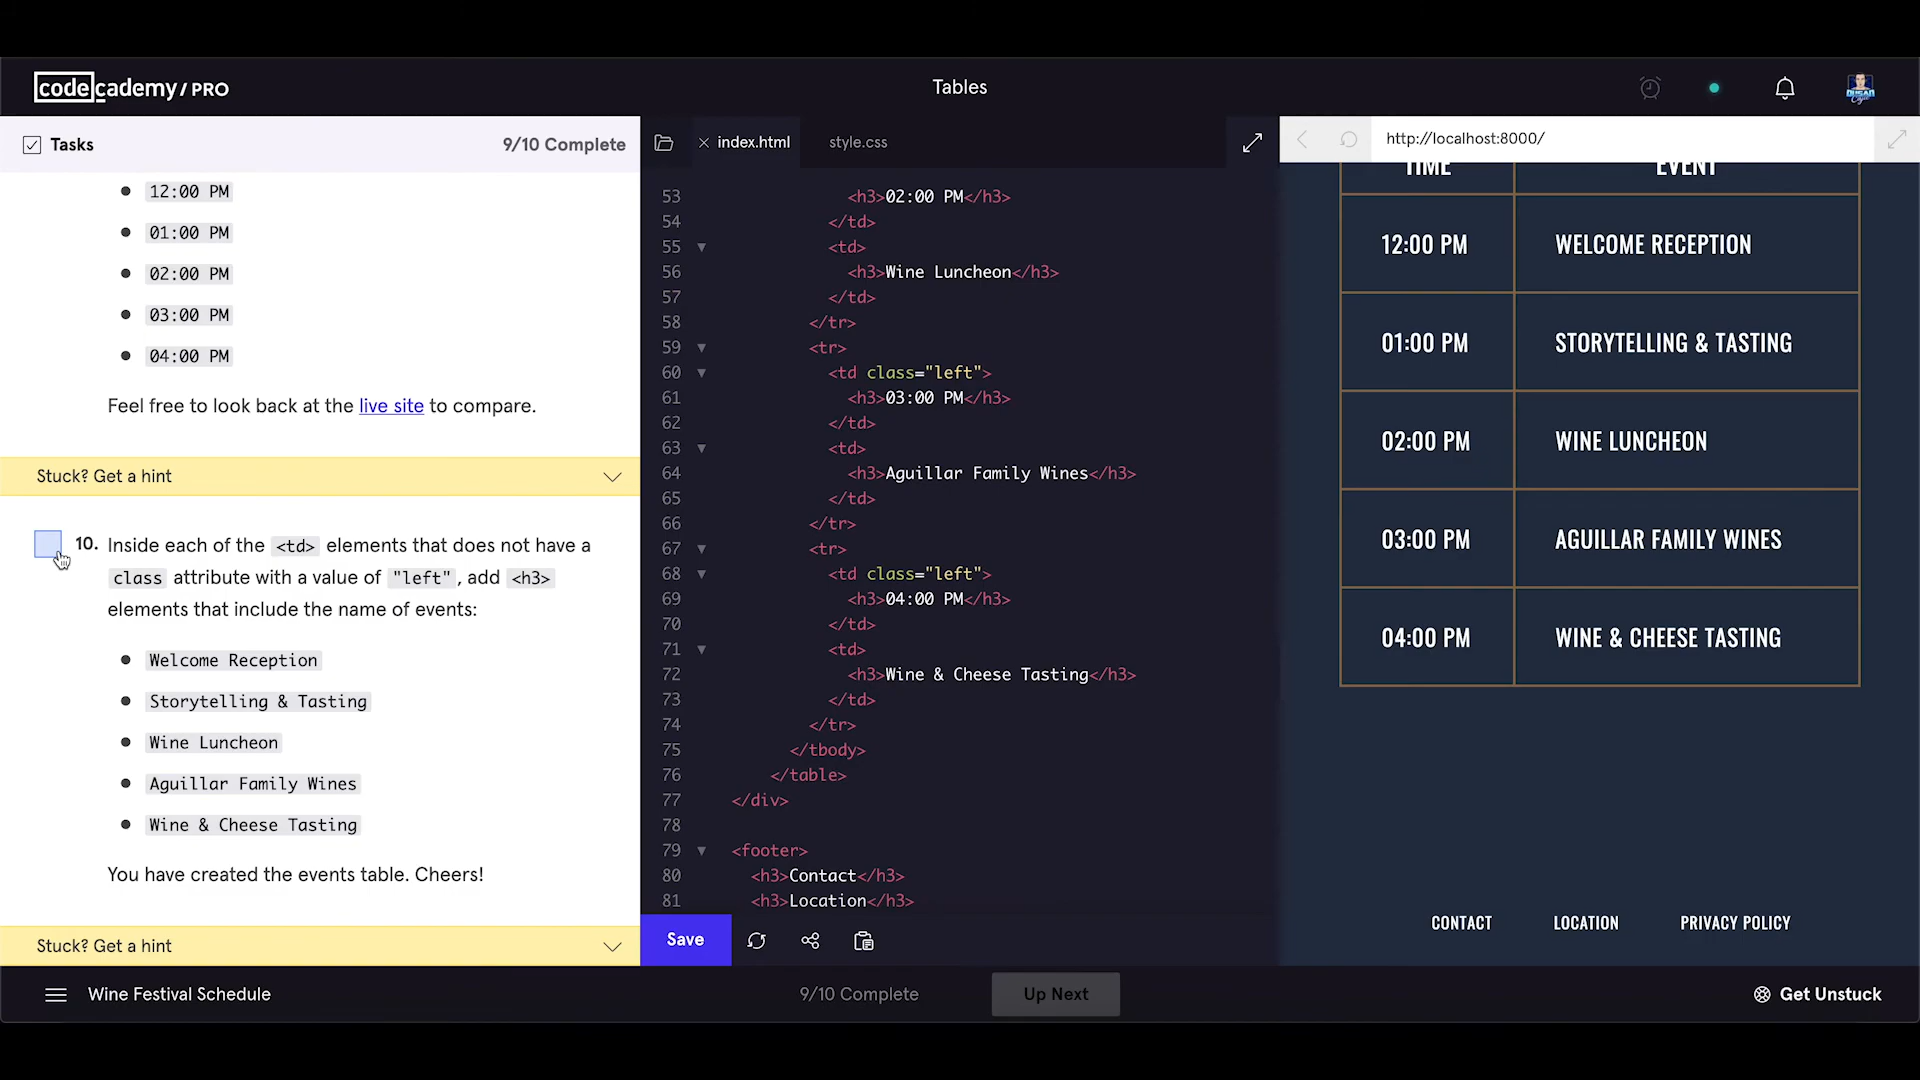 codecademy/PRO
Tables
Tasks
9/10 Complete
12:00 PM
01:00 PM
02:00 PM
03:00 PM
04:00 PM
Feel free to look back at the live site to compare.
Stuck? Get a hint
10. Inside each of the <td> elements that does not have a
class attribute with a value of "left", add <h3>
elements that include the name of events:
Welcome Reception
Storytelling & Tasting
Wine Luncheon
Aguillar Family Wines
Wine & Cheese Tasting
You have created the events table. Cheers!
Stuck? Get a hint
index.html
style.css
53 <h3>02:00 PM</h3>
54 </td>
55 <td>
56 <h3>Wine Luncheon</h3>
57 </td>
58 </tr>
59 <tr>
60 <td class="left">
61 <h3>03:00 PM</h3>
62 </td>
63 <td>
64 <h3>Aguillar Family Wines</h3>
65 </td>
66 </tr>
67 <tr>
68 <td class="left">
69 <h3>04:00 PM</h3>
70 </td>
71 <td>
72 <h3>Wine & Cheese Tasting</h3>
73 </td>
74 </tr>
75 </tbody>
76 </table>
77 </div>
78
79 <footer>
80 <h3>Contact</h3>
81 <h3>Location</h3>
Save
http://localhost:8000/
TIME EVENT
12:00 PM WELCOME RECEPTION
01:00 PM STORYTELLING & TASTING
02:00 PM WINE LUNCHEON
03:00 PM AGUILLAR FAMILY WINES
04:00 PM WINE & CHEESE TASTING
CONTACT LOCATION PRIVACY POLICY
Wine Festival Schedule
9/10 Complete
Up Next
Get Unstuck